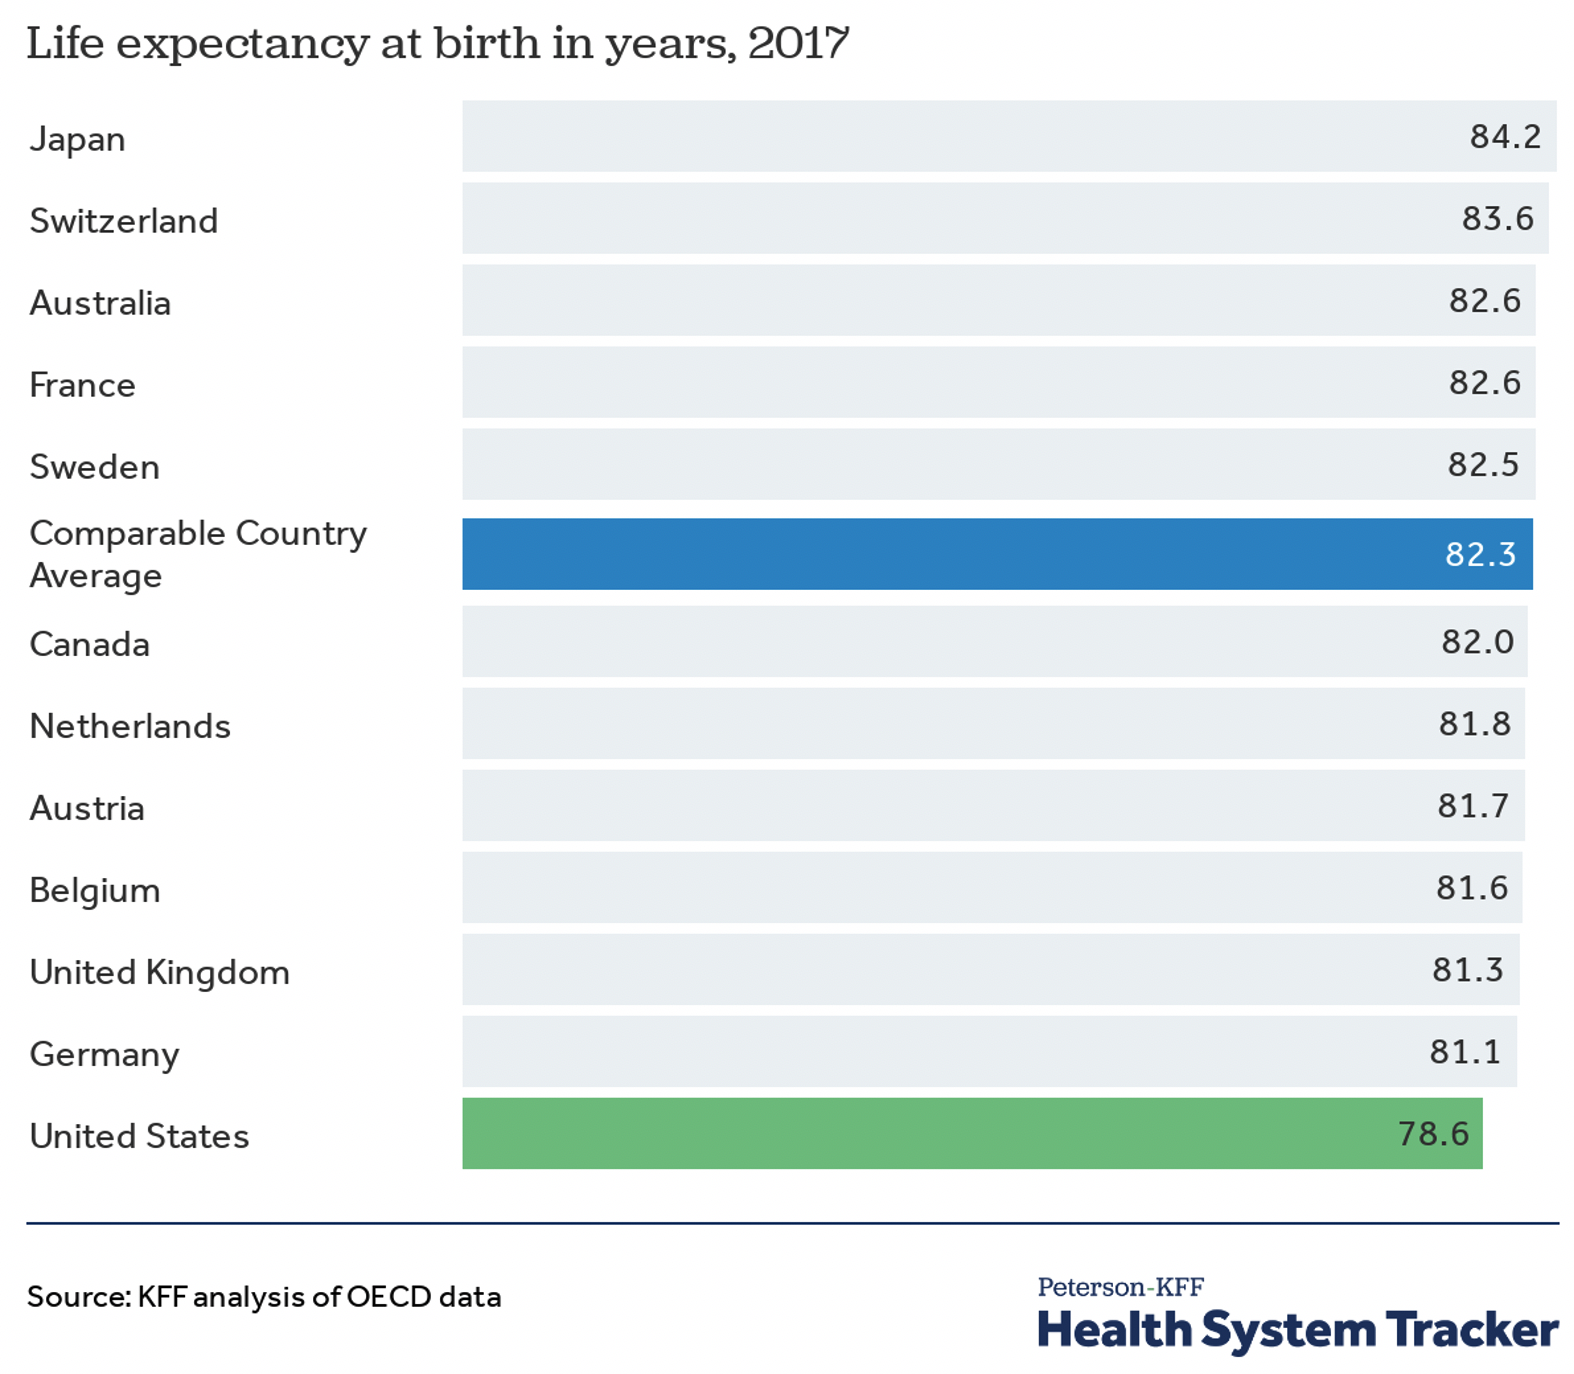 Life expectancy at birth in years, 2017
Japan 84.2
Switzerland 83.6
Australia 82.6
France 82.6
Sweden 82.5
Comparable Country
Average 82.3
Canada 82.0
Netherlands 81.8
Austria 81.7
Belgium 81.6
United Kingdom 81.3
Germany 81.1
United States 78.6
Source: KFF analysis of OECD data
Peterson-KFF
Health System Tracker